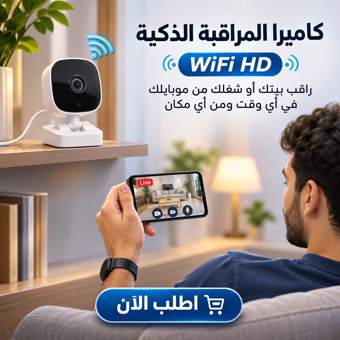 كاميرا المراقبة الذكية
WiFi HD
راقب بيتك أو شغلك من موبايلك
في أي وقت ومن أي مكان
Live
اطلب الآن